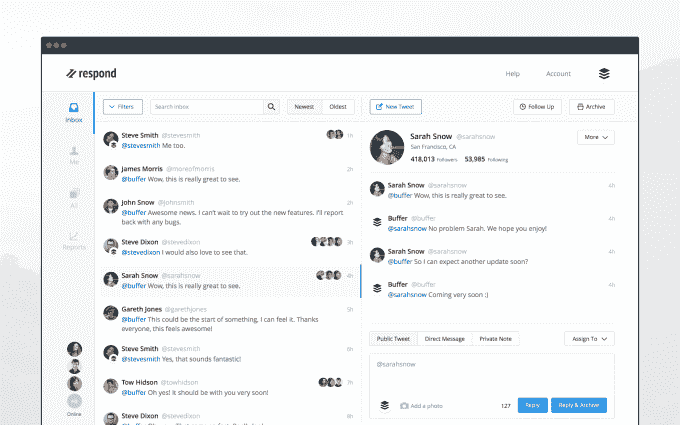 respond
Help
Account
Inbox
Me
All
Reports
Online
Filters
Search Inbox
Newest
Oldest
Steve Smith @stevesmith 1h
@stevesmith Me too.
James Morris @moreofmorris 2h
@buffer Wow, this is really great to see.
John Snow @johnsmith 2h
@buffer Awesome news. I can't wait to try out the new features. I'll report
back with any bugs.
Steve Dixon @stevedixon 3h
@stevedixon I would also love to see that.
Sarah Snow @sarahsnow 4h
@buffer Wow, this is really great to see.
Gareth Jones @garethjones 5h
@buffer This could be the start of something, I can feel it. Thanks
everyone, this feels awesome!
Steve Smith @stevesmith 6h
@stevesmith Yes, that sounds fantastic!
Tow Hidson @towhidson 7h
@buffer Oh yes! It should be with you very soon!
Steve Dixon @stevedixon 8h
New Tweet
Follow Up
Archive
Sarah Snow @sarahsnow
San Francisco, CA
418,013 Followers 53,985 Following
More
Sarah Snow @sarahsnow 4h
@buffer Wow, this is really great to see.
Buffer @buffer 4h
@sarahsnow No problem Sarah. We hope you enjoy!
Sarah Snow @sarahsnow 4h
@buffer So I can expect another update soon?
Buffer @buffer 4h
@sarahsnow Coming very soon :)
Public Tweet
Direct Message
Private Note
Assign To
@sarahsnow
Add a photo
127
Reply
Reply & Archive